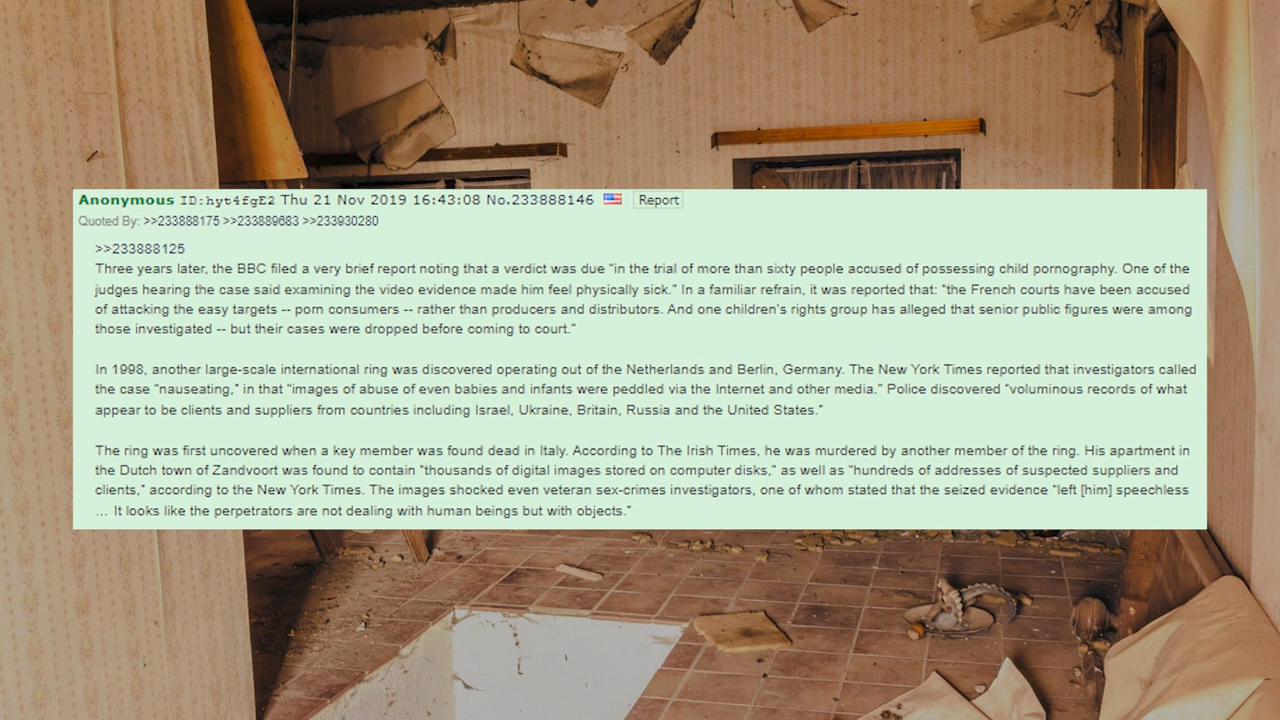 Anonymous ID:hyt4fgE2 Thu 21 Nov 2019 16:43:08 No.233888146 Report
Quoted By: >>233888175 >>233889683 >>233930280
>>233888125
Three years later, the BBC filed a very brief report noting that a verdict was due “in the trial of more than sixty people accused of possessing child pornography. One of the
judges hearing the case said examining the video evidence made him feel physically sick.” In a familiar refrain, it was reported that: “the French courts have been accused
of attacking the easy targets -- porn consumers -- rather than producers and distributors. And one children's rights group has alleged that senior public figures were among
those investigated -- but their cases were dropped before coming to court.”
In 1998, another large-scale international ring was discovered operating out of the Netherlands and Berlin, Germany. The New York Times reported that investigators called
the case “nauseating,” in that “images of abuse of even babies and infants were peddled via the Internet and other media.” Police discovered “voluminous records of what
appear to be clients and suppliers from countries including Israel, Ukraine, Britain, Russia and the United States.”
The ring was first uncovered when a key member was found dead in Italy. According to The Irish Times, he was murdered by another member of the ring. His apartment in
the Dutch town of Zandvoort was found to contain “thousands of digital images stored on computer disks,” as well as “hundreds of addresses of suspected suppliers and
clients,” according to the New York Times. The images shocked even veteran sex-crimes investigators, one of whom stated that the seized evidence “left [him] speechless
… It looks like the perpetrators are not dealing with human beings but with objects.”